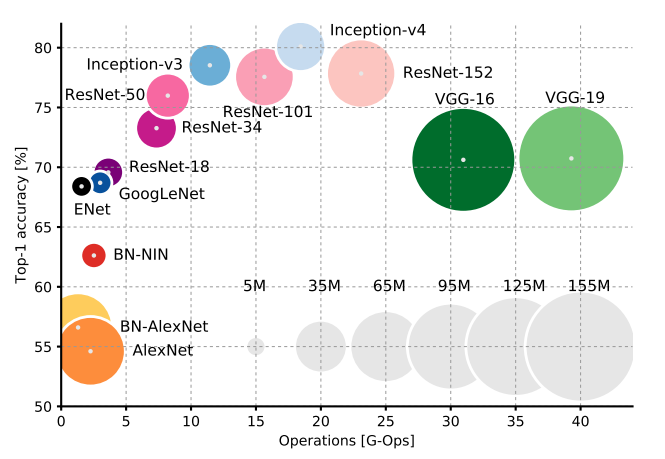 Inception-v4
80
Inception-v3
ResNet-152
ResNet-50
VGG-16
VGG-19
75
ResNet-101
ResNet-34
70
ResNet-18
GoogLeNet
ENet
65
BN-NIN
60
5M 35M 65M 95M 125M 155M
BN-AlexNet
55
AlexNet
50
0 5 10 15 20 25 30 35 40
Operations [G-Ops]
Top-1 accuracy [%]